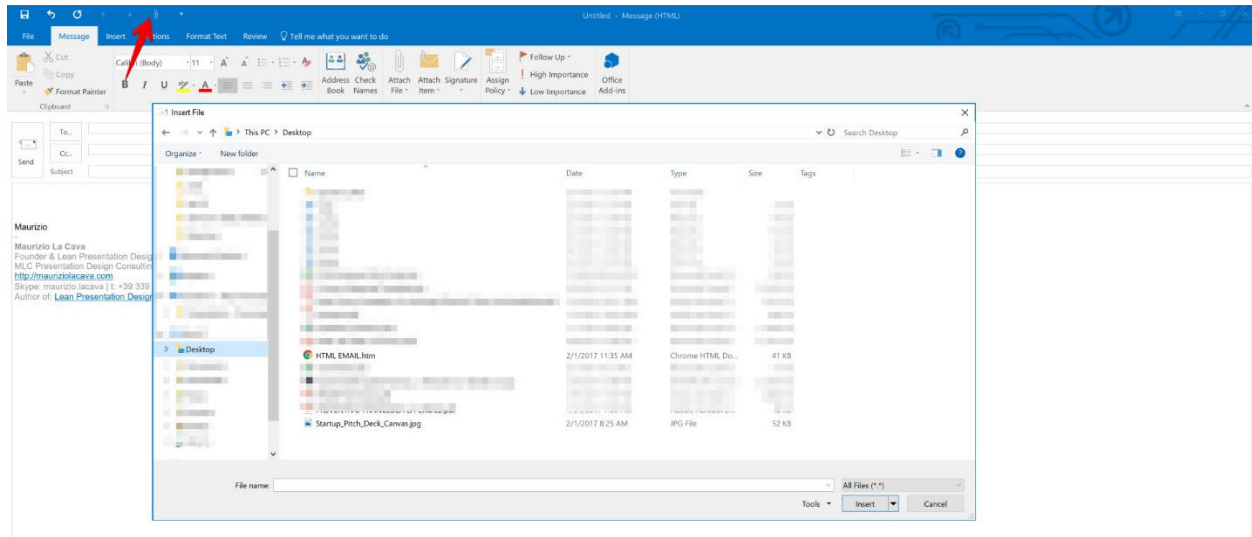 Untitled - Message (HTML)
File Message Insert Options Format Text Review Tell me what you want to do
Cut
Copy
Format Painter
Paste
Clipboard
Calibri (Body) 11
B I U
Address Book
Check Names
Attach File
Attach Item
Signature
Assign Policy
Follow Up
High Importance
Low Importance
Office Add-ins
Send
To...
Cc...
Subject
Insert File
This PC > Desktop
Search Desktop
Organize New folder
Name Date Type Size Tags
Desktop
HTML EMAIL.htm 2/1/2017 11:35 AM Chrome HTML Do... 41 KB
Startup_Pitch_Deck_Canvas.jpg 2/1/2017 8:25 AM JPG File 52 KB
File name:
All Files (*.*)
Tools Insert Cancel
Maurizio
-
Maurizio La Cava
Founder & Lean Presentation Desig
MLC Presentation Design Consultin
http://mauriziolacava.com
Skype: maurizio.lacava | t: +39 339
Author of: Lean Presentation Design